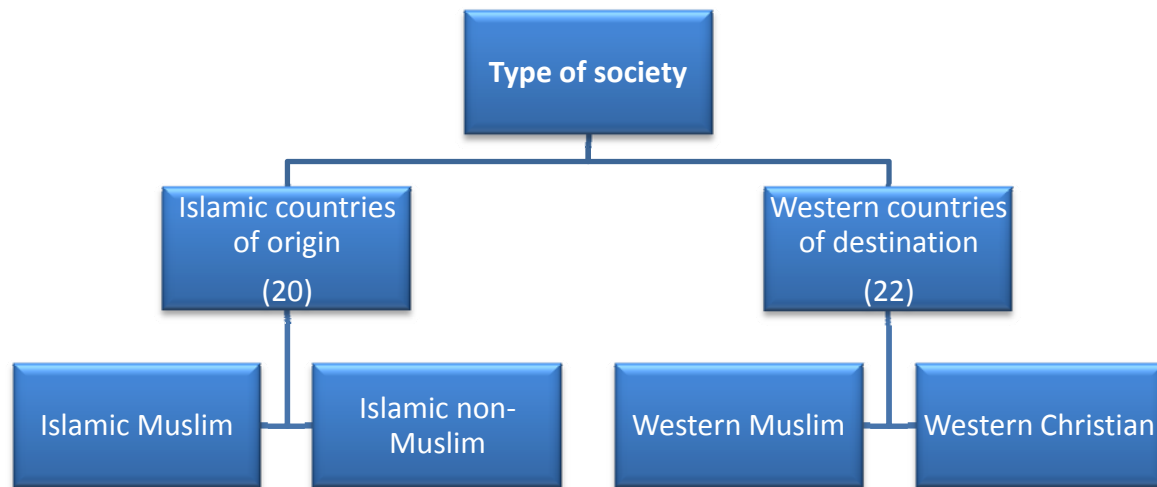 Type of society
Islamic countries
of origin
(20)
Western countries
of destination
(22)
Islamic Muslim
Islamic non-
Muslim
Western Muslim
Western Christian